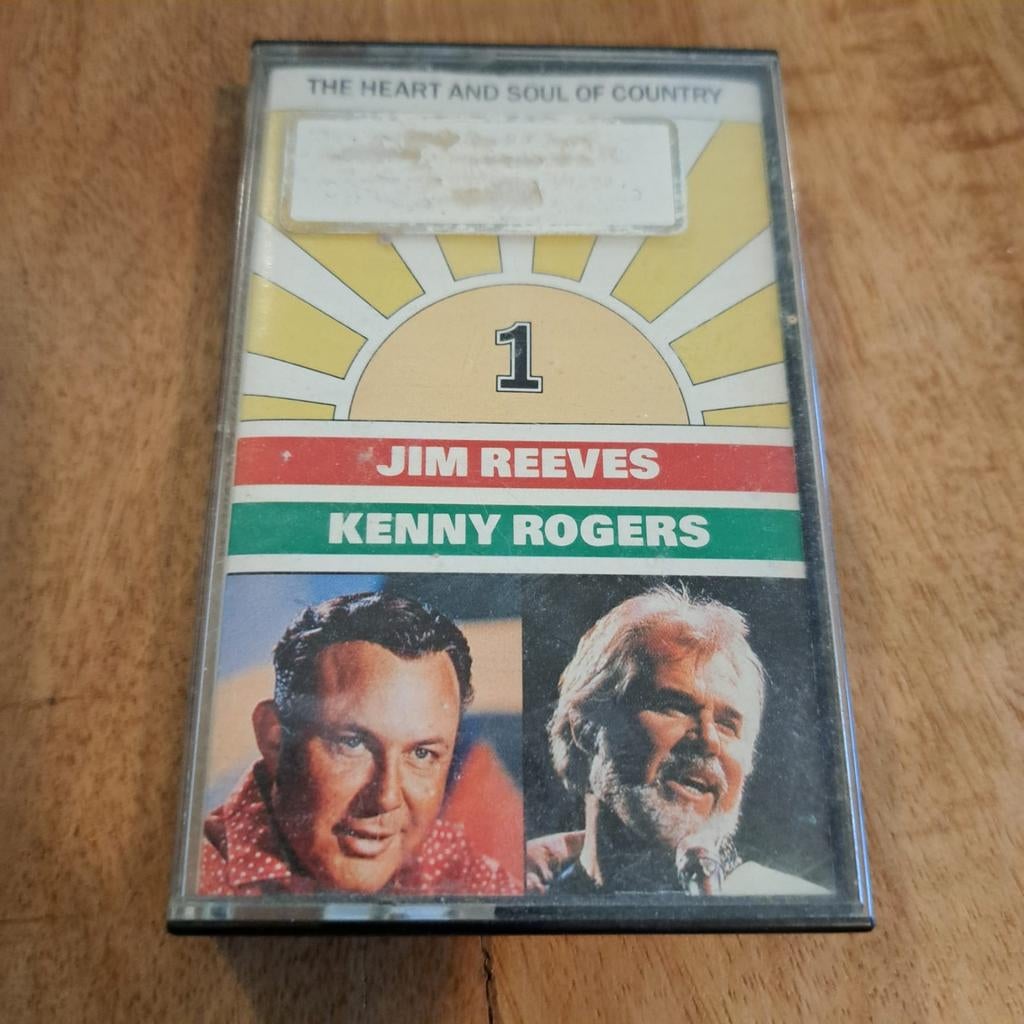 THE HEART AND SOUL OF COUNTRY
1
JIM REEVES
KENNY ROGERS